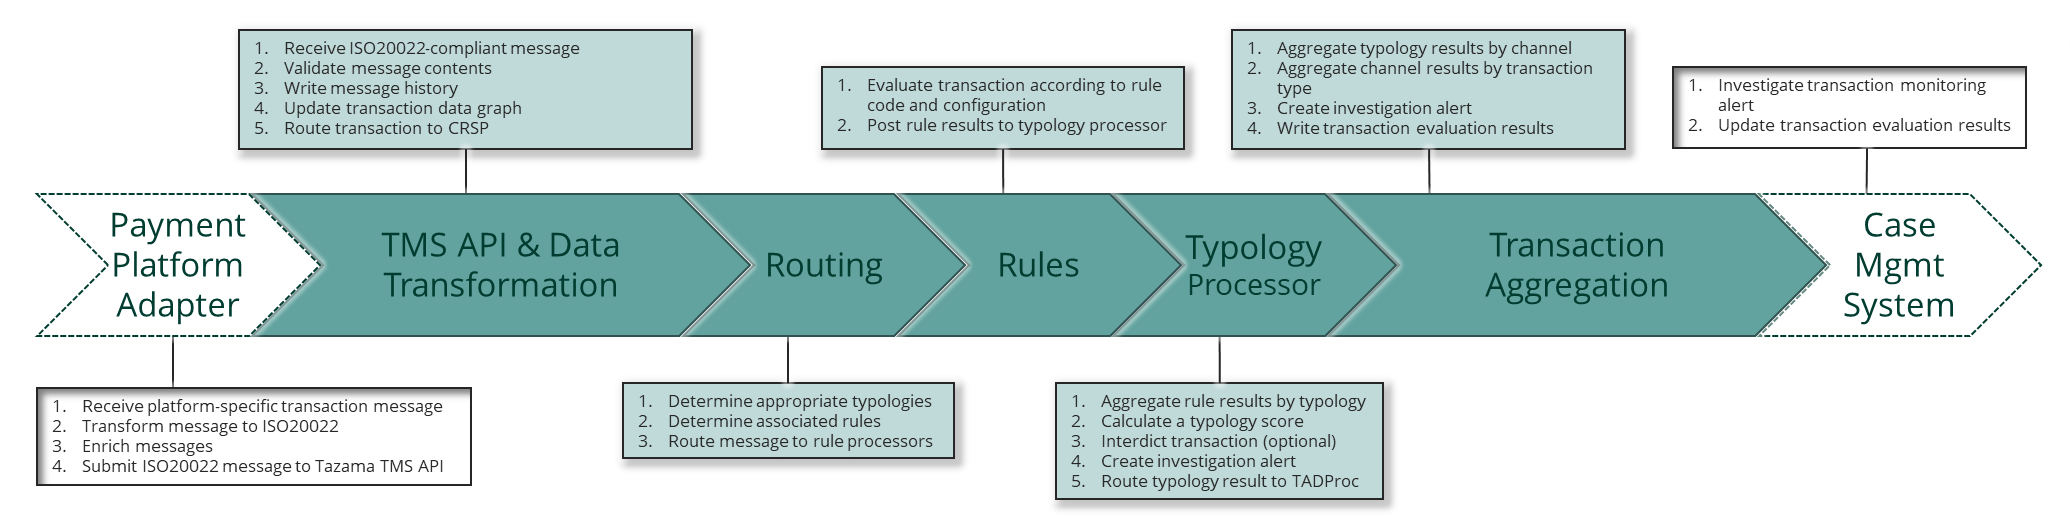 1. Receive ISO20022-compliant message
2. Validate message contents
3. Write message history
4. Update transaction data graph
5. Route transaction to CRSP
1. Evaluate transaction according to rule
code and configuration
2. Post rule results to typology processor
1. Aggregate typology results by channel
2. Aggregate channel results by transaction
type
3. Create investigation alert
4. Write transaction evaluation results
1. Investigate transaction monitoring
alert
2. Update transaction evaluation results
Payment
Platform
Adapter
TMS API & Data
Transformation
Routing
Rules
Typology
Processor
Transaction
Aggregation
Case
Mgmt
System
1. Receive platform-specific transaction message
2. Transform message to ISO20022
3. Enrich messages
4. Submit ISO20022 message to Tazama TMS API
1. Determine appropriate typologies
2. Determine associated rules
3. Route message to rule processors
1. Aggregate rule results by typology
2. Calculate a typology score
3. Interdict transaction (optional)
4. Create investigation alert
5. Route typology result to TADProc